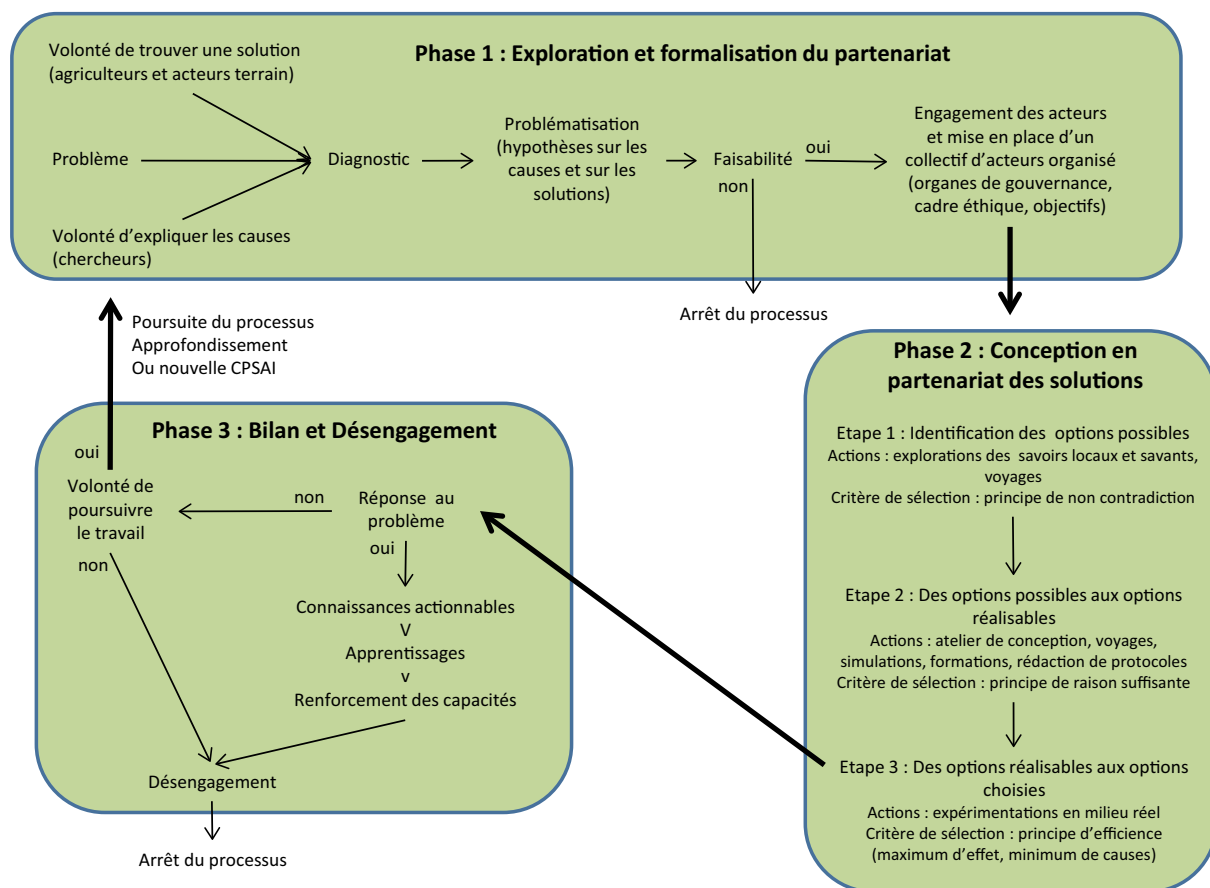 Phase 1 : Exploration et formalisation du partenariat
Volonté de trouver une solution
(agriculteurs et acteurs terrain)
Problème
Volonté d'expliquer les causes
(chercheurs)
Diagnostic
Problématisation
(hypothèses sur les
causes et sur les
solutions)
Faisabilité
oui
non
Engagement des acteurs
et mise en place d'un
collectif d'acteurs organisé
(organes de gouvernance,
cadre éthique, objectifs)
Arrêt du processus
Poursuite du processus
Approfondissement
Ou nouvelle CPSAI
Phase 2 : Conception en
partenariat des solutions
Etape 1 : Identification des options possibles
Actions : explorations des savoirs locaux et savants,
voyages
Critère de sélection : principe de non contradiction
Etape 2 : Des options possibles aux options
réalisables
Actions : atelier de conception, voyages,
simulations, formations, rédaction de protocoles
Critère de sélection : principe de raison suffisante
Etape 3 : Des options réalisables aux options
choisies
Actions : expérimentations en milieu réel
Critère de sélection : principe d'efficience
(maximum d'effet, minimum de causes)
Phase 3 : Bilan et Désengagement
oui
Volonté de
poursuivre
le travail
non
non
Réponse au
problème
oui
Connaissances actionnables
V
Apprentissages
v
Renforcement des capacités
Désengagement
Arrêt du processus